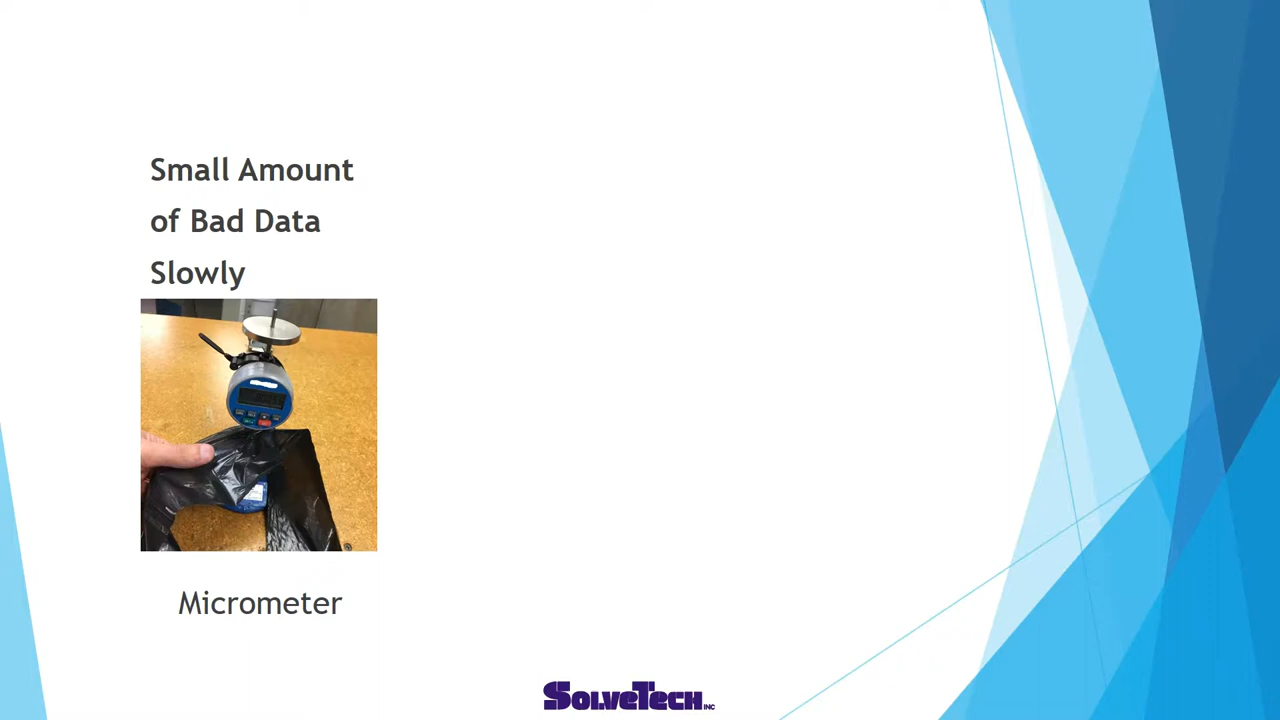 Small Amount
of Bad Data
Slowly
Micrometer
SOLVETECH INC